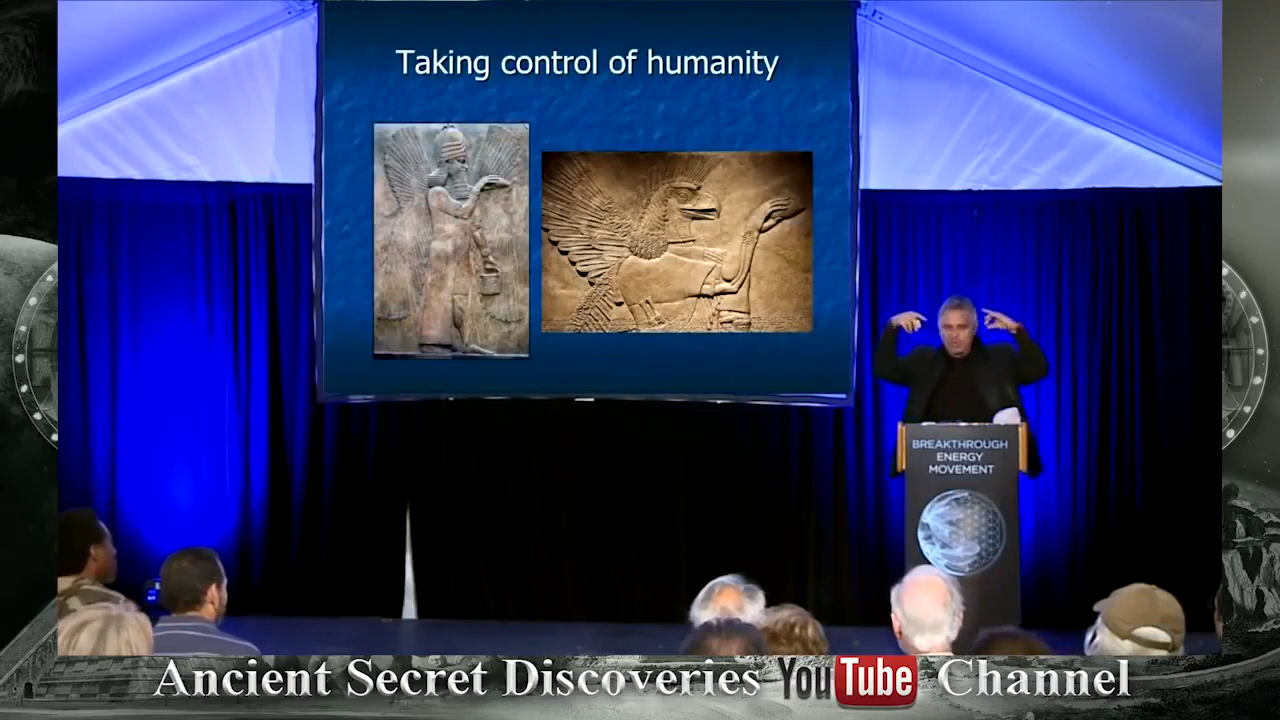 Taking control of humanity
BREAKTHROUGH
ENERGY
MOVEMENT
Ancient Secret Discoveries YouTube Channel